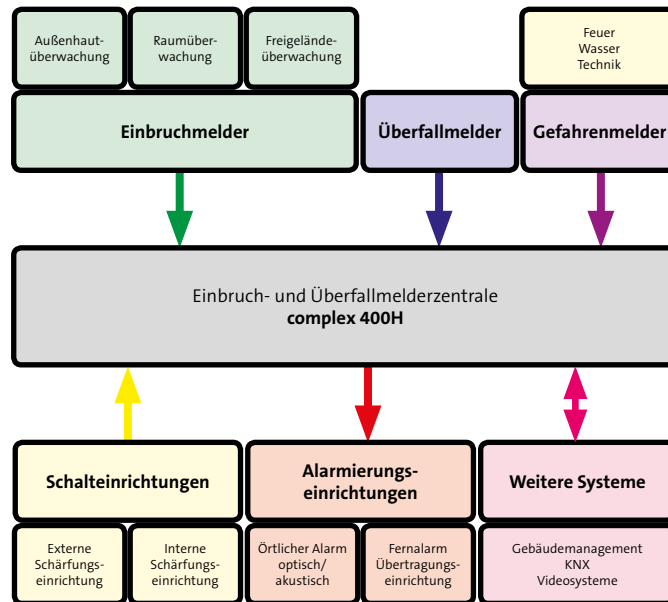 Außenhaut-
überwachung
Raumüber-
wachung
Freigelände-
überwachung
Feuer
Wasser
Technik
Einbruchmelder
Überfallmelder
Gefahrenmelder
Einbruch- und Überfallmelderzentrale
complex 400H
Schalteinrichtungen
Alarmierungs-
einrichtungen
Weitere Systeme
Externe
Schärfungs-
einrichtung
Interne
Schärfungs-
einrichtung
Örtlicher Alarm
optisch/
akustisch
Fernalarm
Übertragungs-
einrichtung
Gebäudemanagement
KNX
Videosysteme